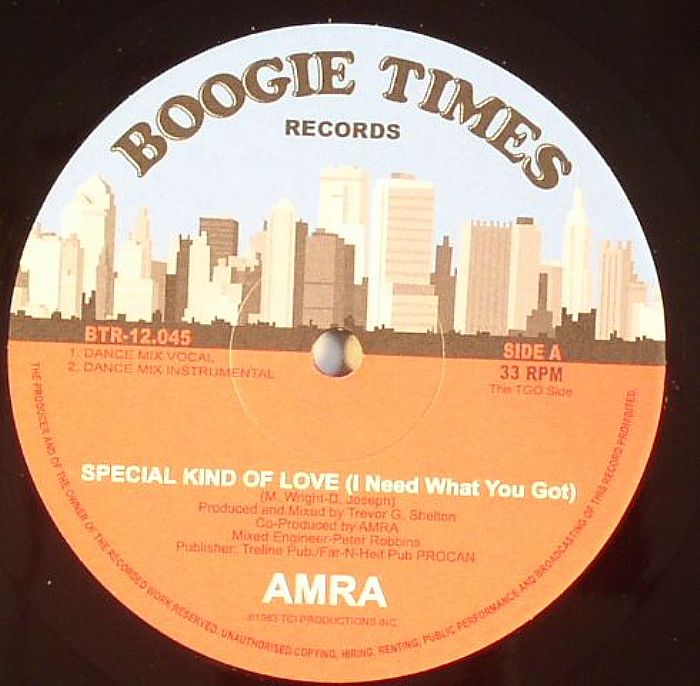 BOOGIE TIMES
RECORDS
BTR-12.045
SIDE A
1. DANCE MIX VOCAL
2. DANCE MIX INSTRUMENTAL
33 RPM
The TGO Side
SPECIAL KIND OF LOVE (I Need What You Got)
(M. Wright-D. Joseph)
Produced and Mixed by Trevor G. Shelton
Co-Produced by AMRA
Mixed Engineer-Peter Robbins
Publisher: Treline Pub./Fat-N-Heit Pub PROCAN
AMRA
℗1983 TCI PRODUCTIONS INC.
THE PRODUCER AND OF THE OWNER OF THE RECORDED WORK RESERVED. UNAUTHORISED COPYING, HIRING, RENTING, PUBLIC PERFORMANCE AND BROADCASTING OF THIS RECORD PROHIBITED.